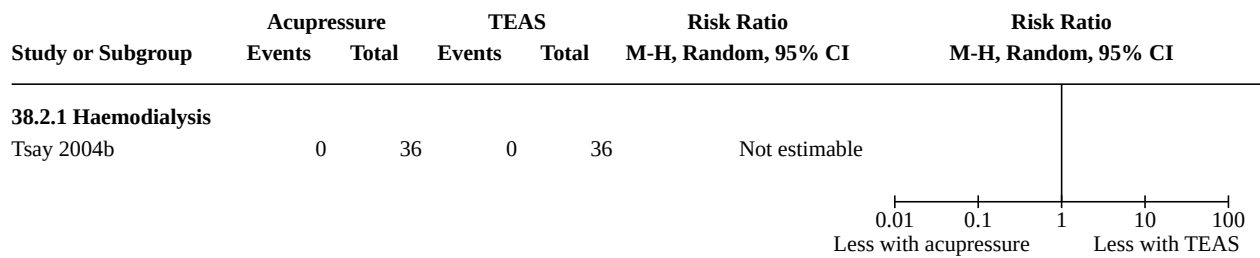 Acupressure TEAS Risk Ratio Risk Ratio
Study or Subgroup Events Total Events Total M-H, Random, 95% CI M-H, Random, 95% CI
38.2.1 Haemodialysis
Tsay 2004b 0 36 0 36 Not estimable
0.01 0.1 1 10 100
Less with acupressure Less with TEAS